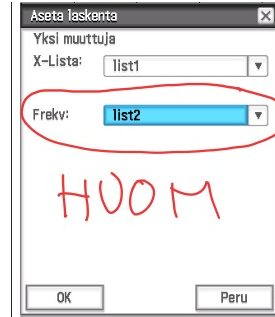 Aseta laskenta
Yksi muuttuja
X-Lista: list1
Frekv: list2
HUOM
OK Peru